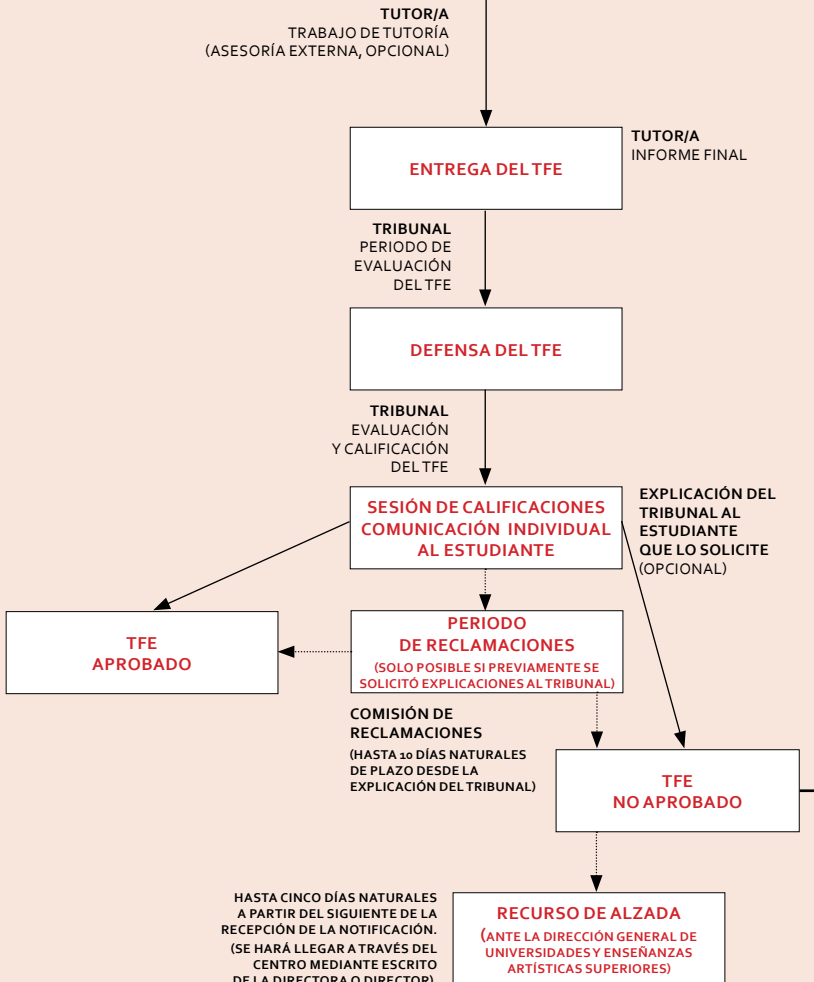 TUTOR/A
TRABAJO DE TUTORÍA
(ASESORÍA EXTERNA, OPCIONAL)
ENTREGA DEL TFE
TUTOR/A
INFORME FINAL
TRIBUNAL
PERIODO DE
EVALUACIÓN
DEL TFE
DEFENSA DEL TFE
TRIBUNAL
EVALUACIÓN
Y CALIFICACIÓN
DEL TFE
SESIÓN DE CALIFICACIONES
COMUNICACIÓN INDIVIDUAL
AL ESTUDIANTE
EXPLICACIÓN DEL
TRIBUNAL AL
ESTUDIANTE
QUE LO SOLICITE
(OPCIONAL)
TFE
APROBADO
PERIODO
DE RECLAMACIONES
(SOLO POSIBLE SI PREVIAMENTE SE
SOLICITÓ EXPLICACIONES AL TRIBUNAL)
COMISIÓN DE
RECLAMACIONES
(HASTA 10 DÍAS NATURALES
DE PLAZO DESDE LA
EXPLICACIÓN DEL TRIBUNAL)
TFE
NO APROBADO
HASTA CINCO DÍAS NATURALES
A PARTIR DEL SIGUIENTE DE LA
RECEPCIÓN DE LA NOTIFICACIÓN.
(SE HARÁ LLEGAR A TRAVÉS DEL
CENTRO MEDIANTE ESCRITO
DE LA DIRECTORA O DIRECTOR)
RECURSO DE ALZADA
(ANTE LA DIRECCIÓN GENERAL DE
UNIVERSIDADES Y ENSEÑANZAS
ARTÍSTICAS SUPERIORES)